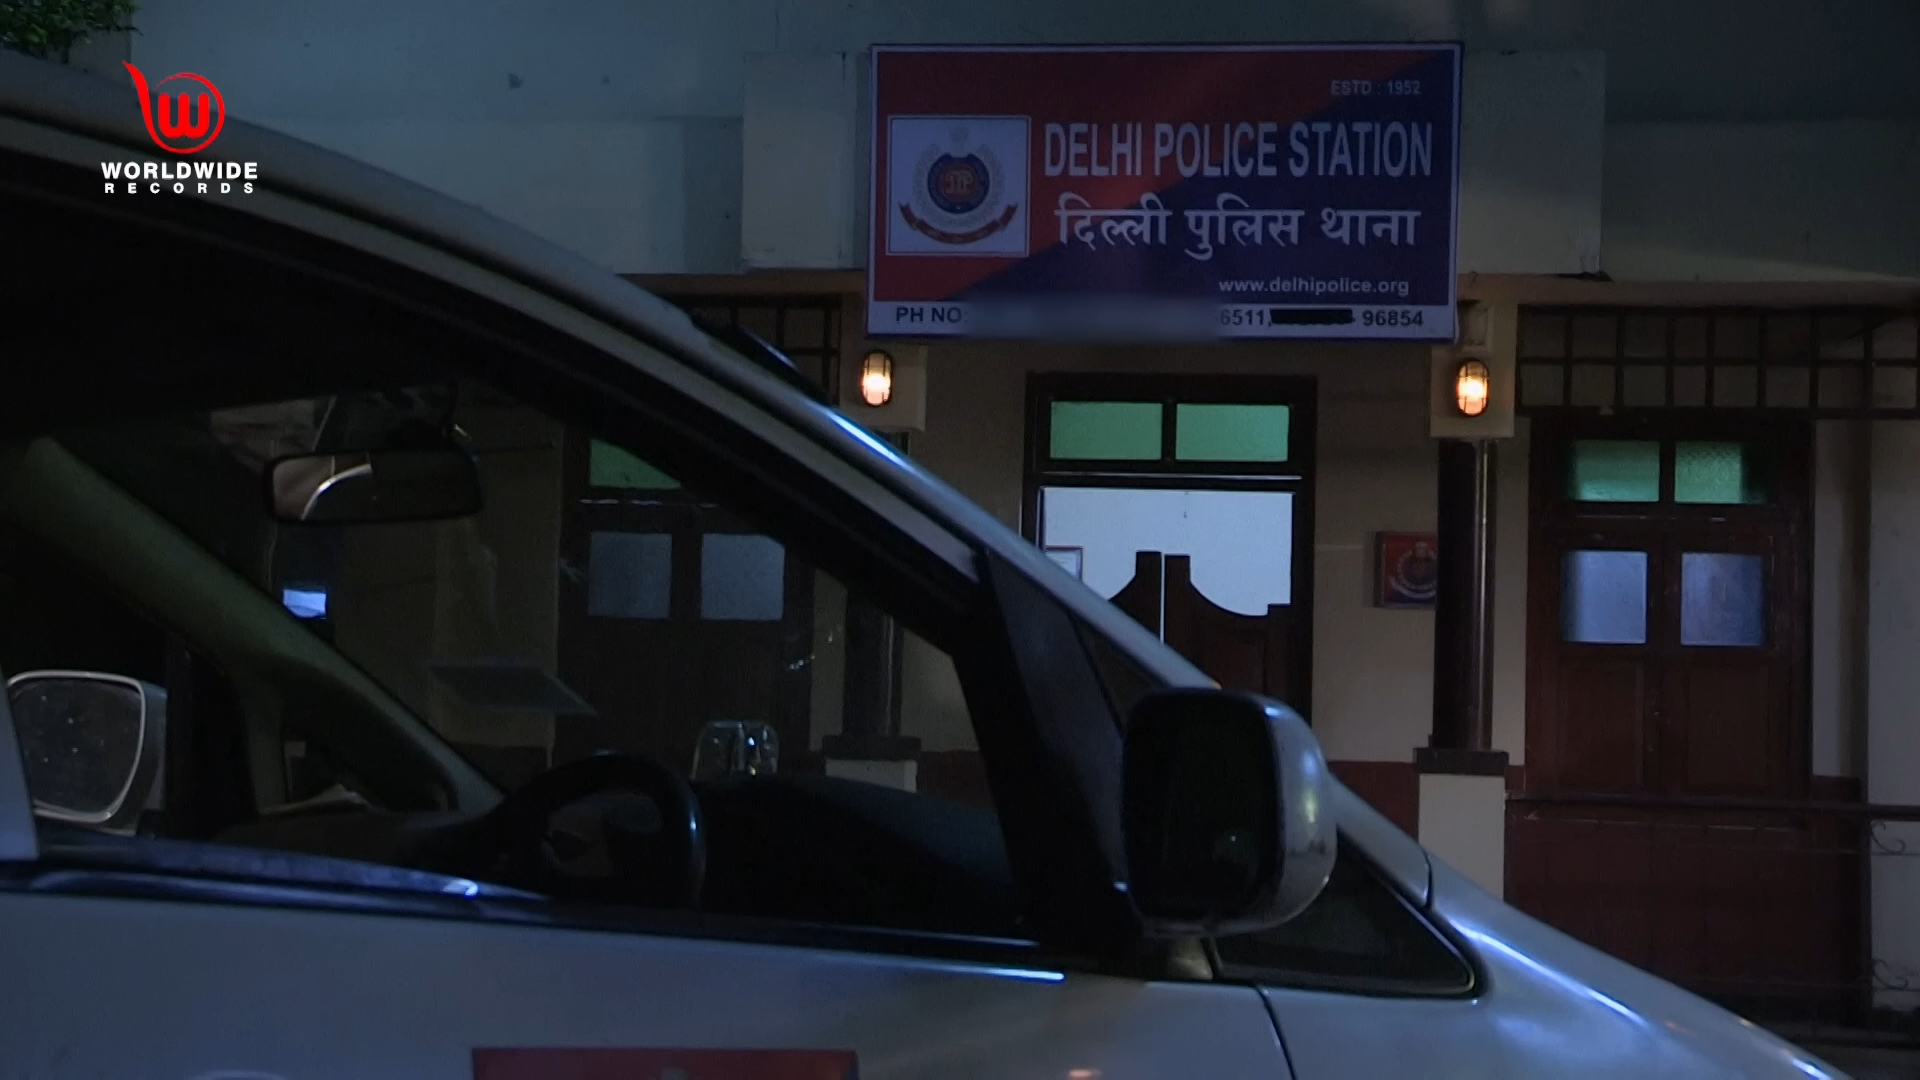 WORLDWIDE
RECORDS
ESTD : 1952
DELHI POLICE STATION
दिल्ली पुलिस थाना
www.delhipolice.org
PH NO: 6511, 96854